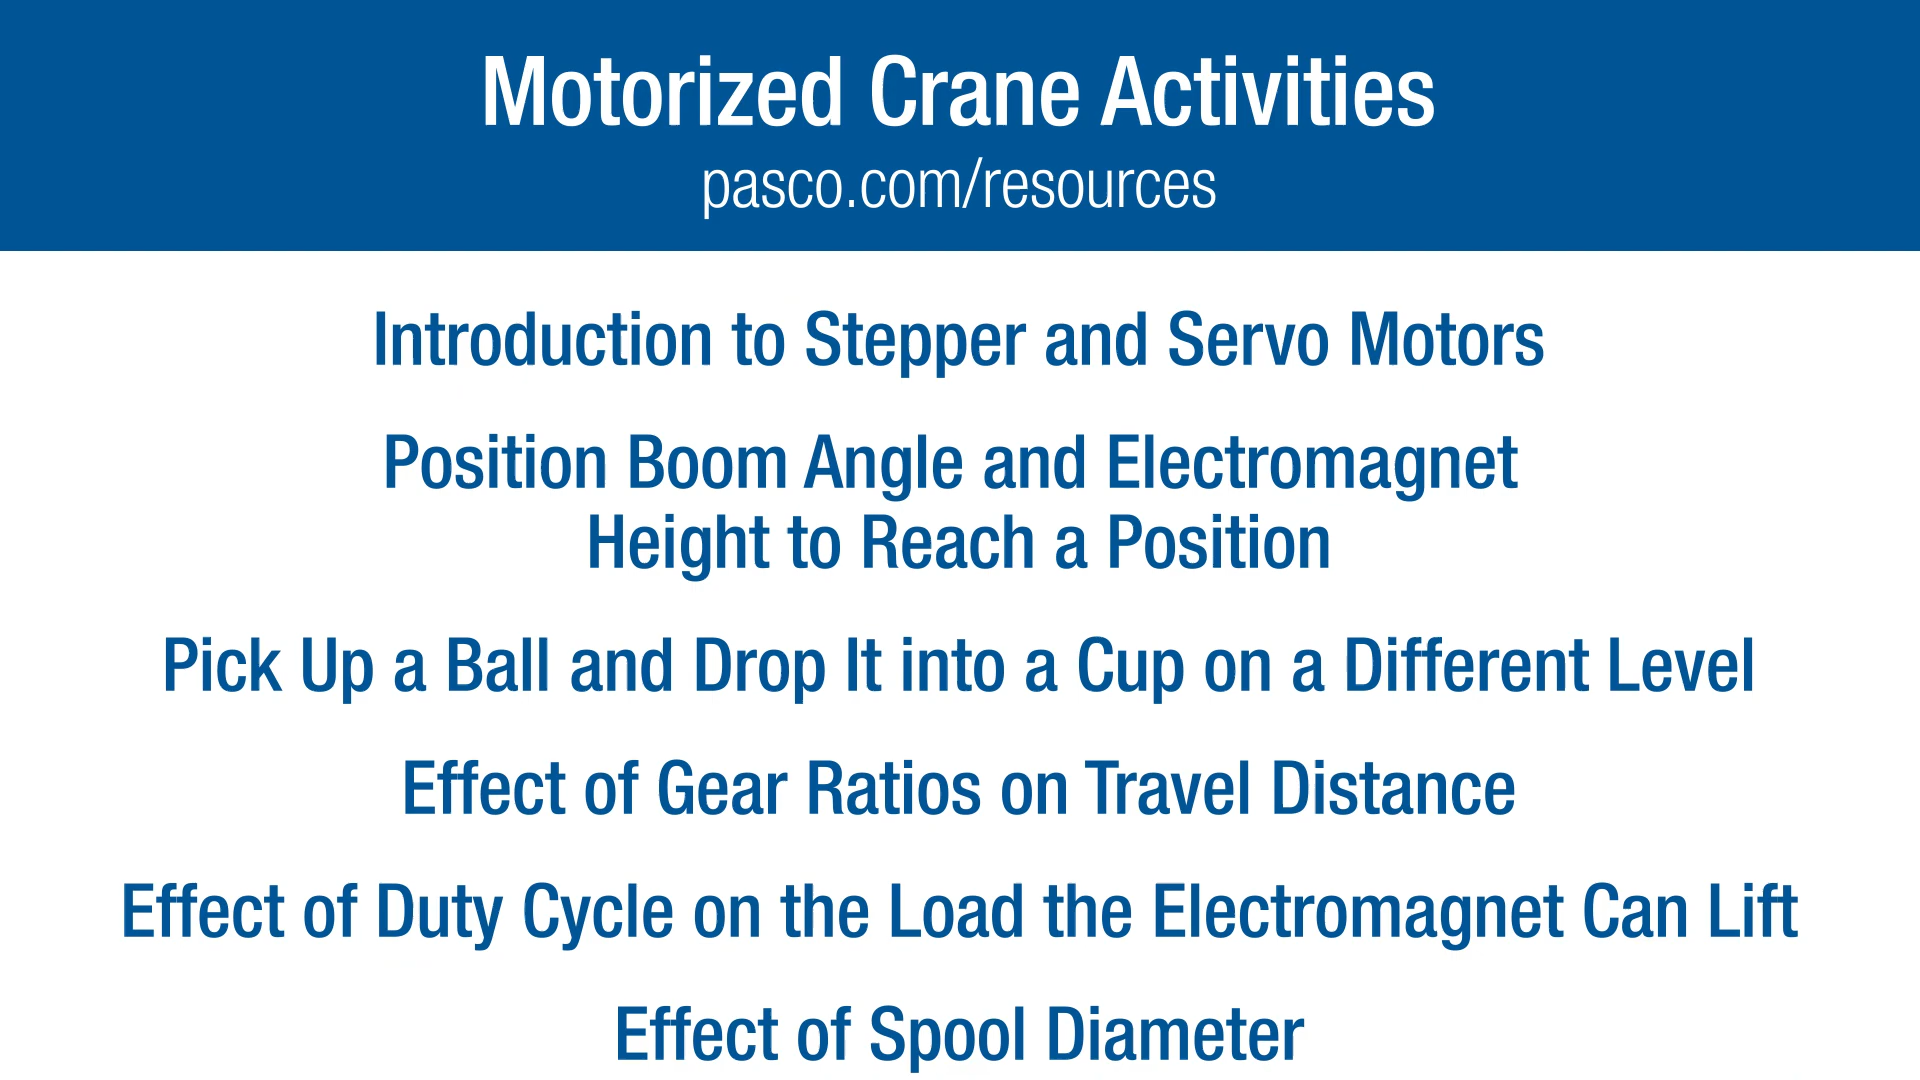 Motorized Crane Activities
pasco.com/resources
Introduction to Stepper and Servo Motors
Position Boom Angle and Electromagnet
Height to Reach a Position
Pick Up a Ball and Drop It into a Cup on a Different Level
Effect of Gear Ratios on Travel Distance
Effect of Duty Cycle on the Load the Electromagnet Can Lift
Effect of Spool Diameter